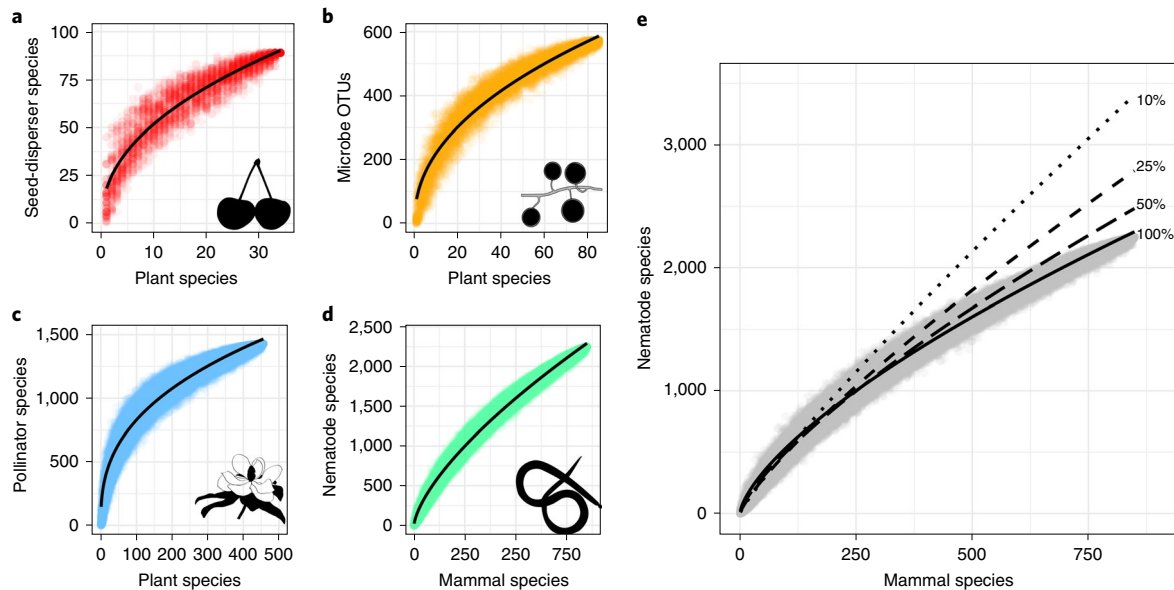 a
Seed-disperser species
100
75
50
25
0
0 10 20 30
Plant species
b
Microbe OTUs
600
400
200
0
0 20 40 60 80
Plant species
c
Pollinator species
1,500
1,000
500
0
0 100 200 300 400 500
Plant species
d
Nematode species
2,500
2,000
1,500
1,000
500
0
0 250 250 750
Mammal species
e
Nematode species
3,000
2,000
1,000
0
0 250 500 750
Mammal species
10%
25%
50%
100%